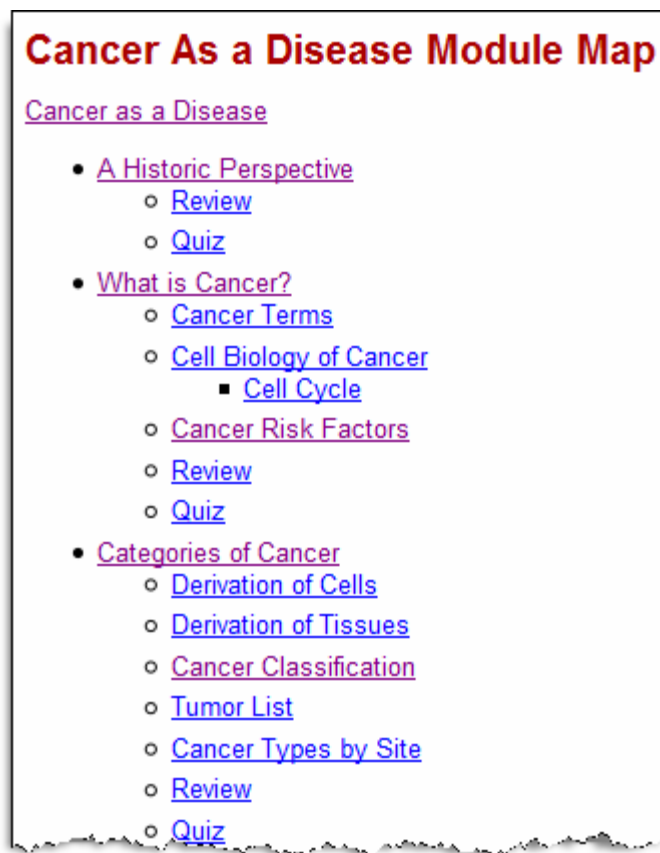 Cancer As a Disease Module Map
Cancer as a Disease
A Historic Perspective
Review
Quiz
What is Cancer?
Cancer Terms
Cell Biology of Cancer
Cell Cycle
Cancer Risk Factors
Review
Quiz
Categories of Cancer
Derivation of Cells
Derivation of Tissues
Cancer Classification
Tumor List
Cancer Types by Site
Review
Quiz